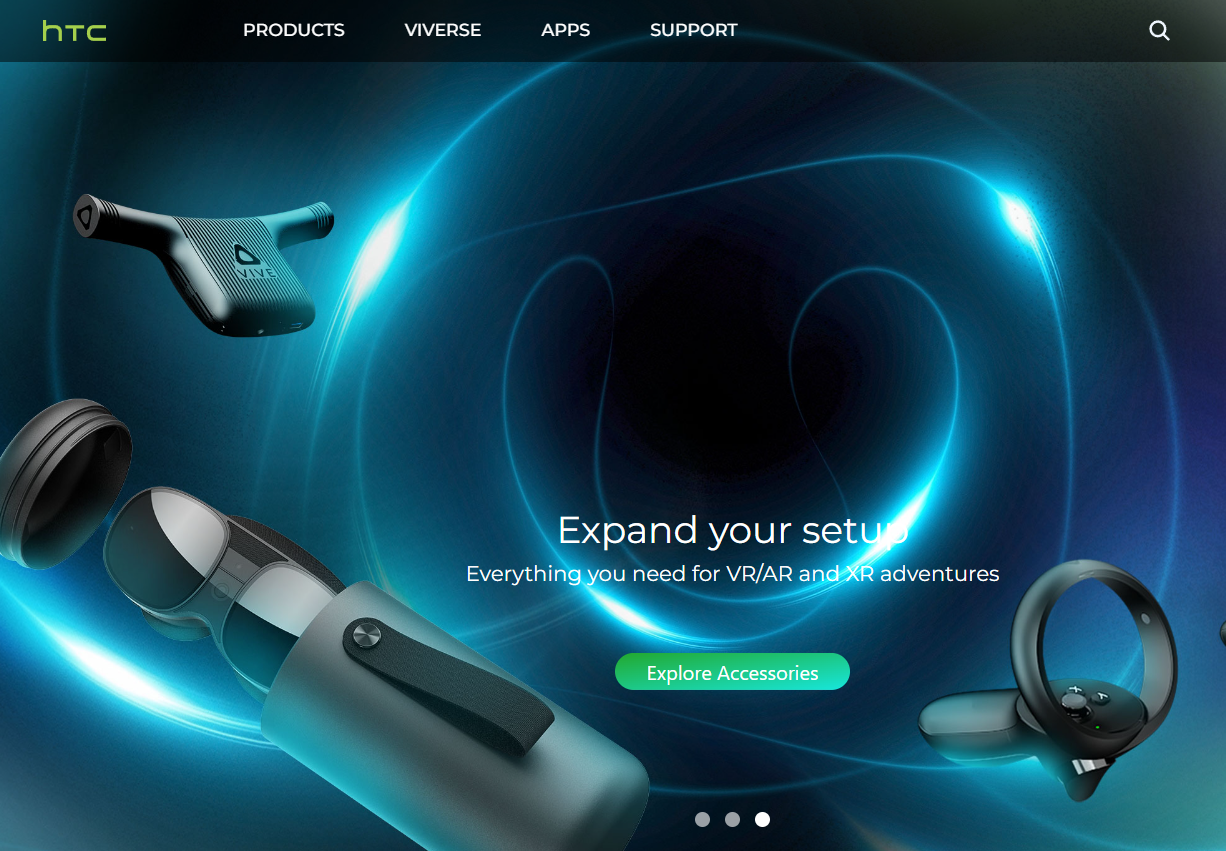 hTC
PRODUCTS VIVERSE APPS SUPPORT
VIVE
Expand your setup
Everything you need for VR/AR and XR adventures
Explore Accessories